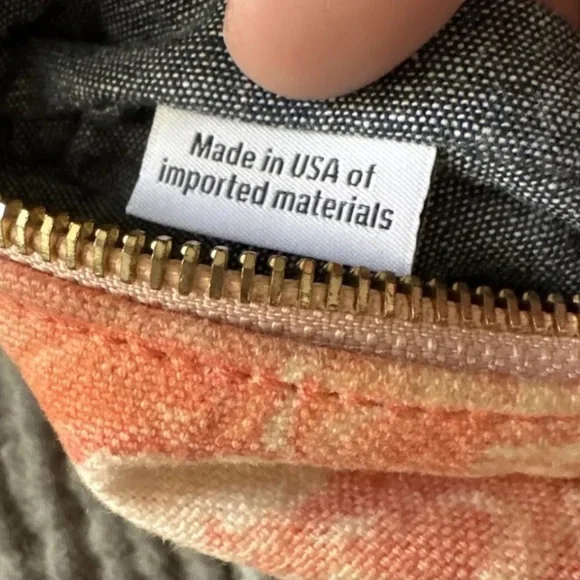 Made in USA of
imported materials